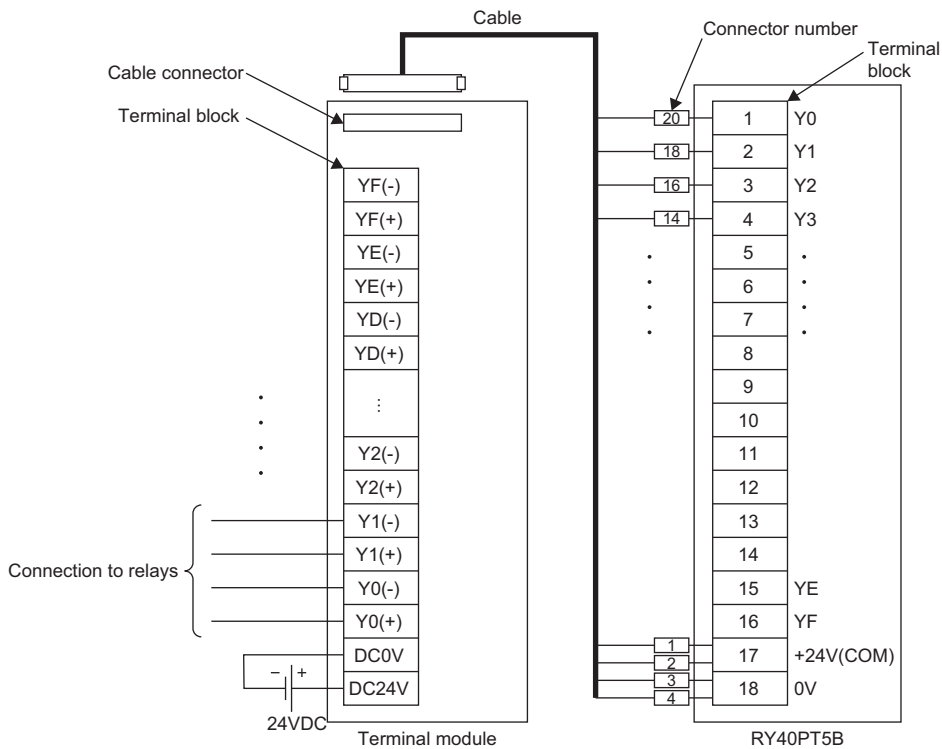 Cable
Connector number
Terminal
block
Cable connector
Terminal block
20 1 Y0
18 2 Y1
16 3 Y2
14 4 Y3
5
6
7
8
9
10
11
12
13
14
15 YE
16 YF
1
2
17 +24V(COM)
3
4
18 0V
YF(-)
YF(+)
YE(-)
YE(+)
YD(-)
YD(+)
⋮
Y2(-)
Y2(+)
Y1(-)
Y1(+)
Y0(-)
Y0(+)
DC0V
DC24V
Connection to relays
− +
24VDC
Terminal module
RY40PT5B